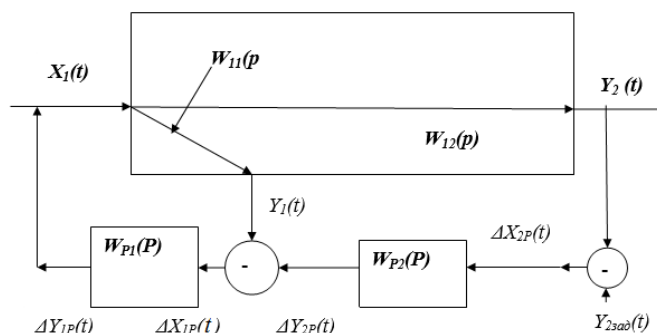 W11(p
X1(t)
Y2 (t)
W12(p)
Y1(t)
WP1(P)
-
WP2(P)
ΔX2P(t)
-
ΔY1P(t)
ΔX1P(t)
ΔY2P(t)
Y2зад(t)